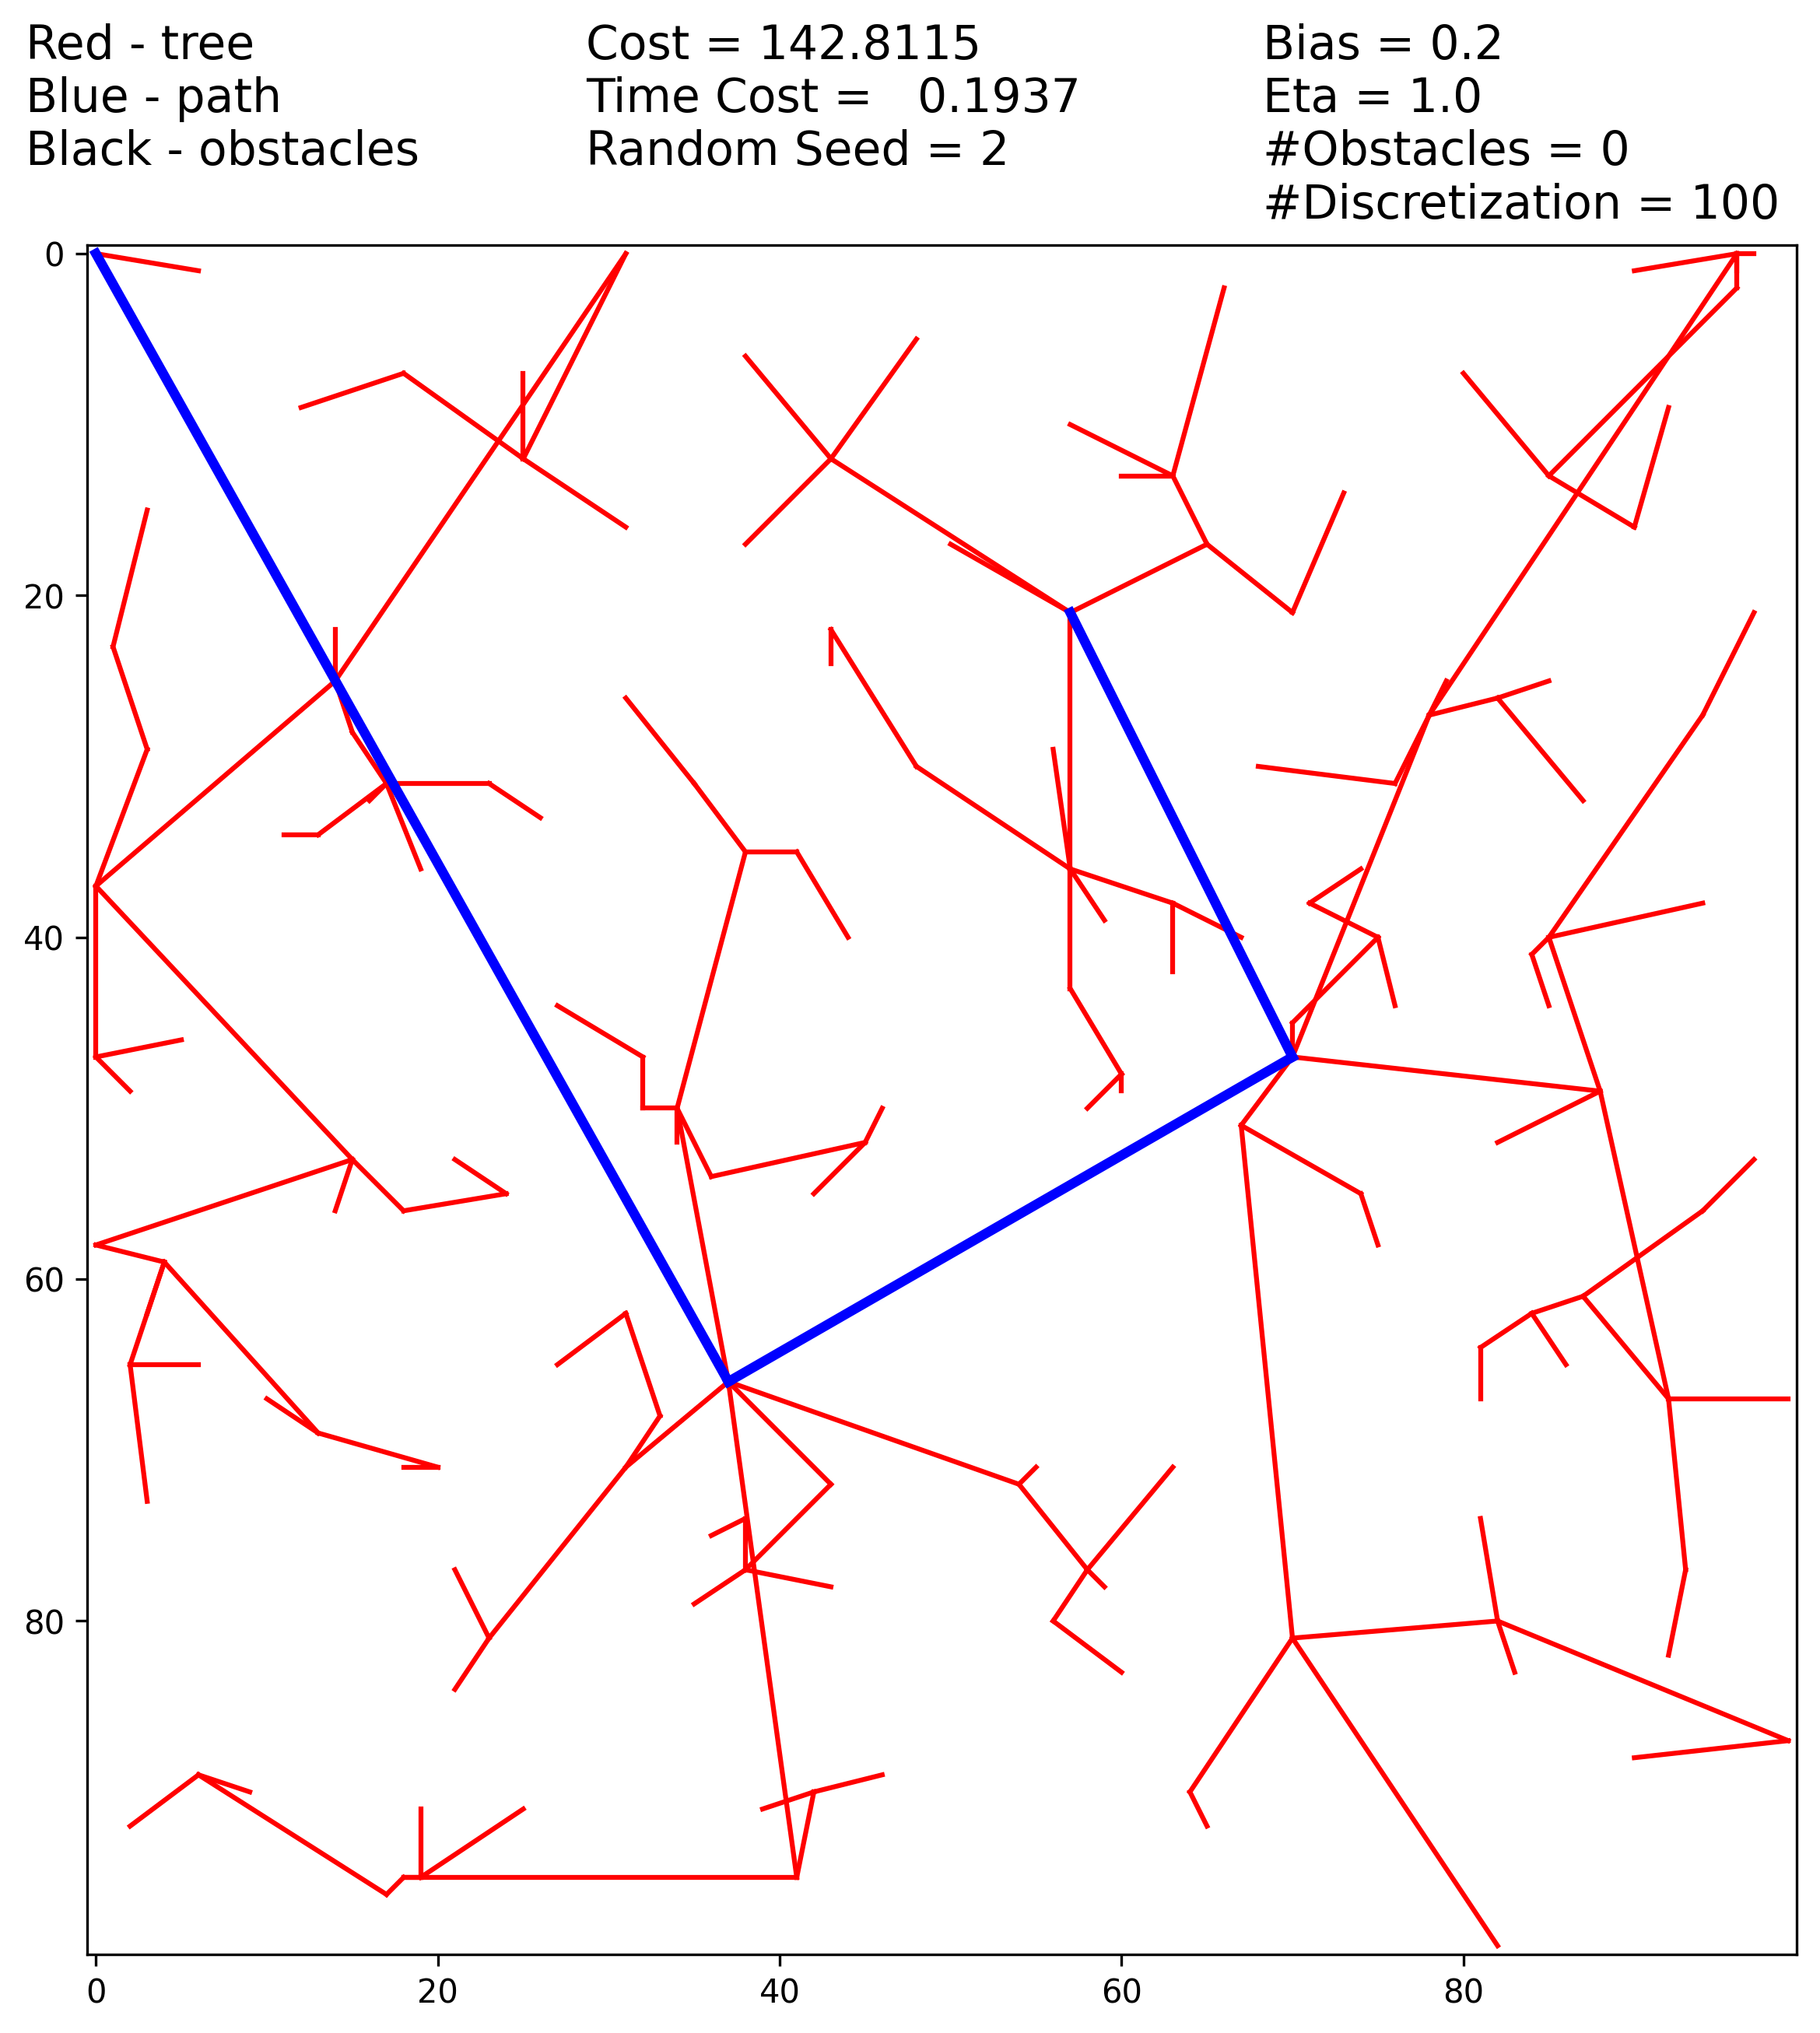 Red - tree
Blue - path
Black - obstacles
Cost = 142.8115
Time Cost =   0.1937
Random Seed = 2
Bias = 0.2
Eta = 1.0
#Obstacles = 0
#Discretization = 100
0
20
40
60
80
0
20
40
60
80